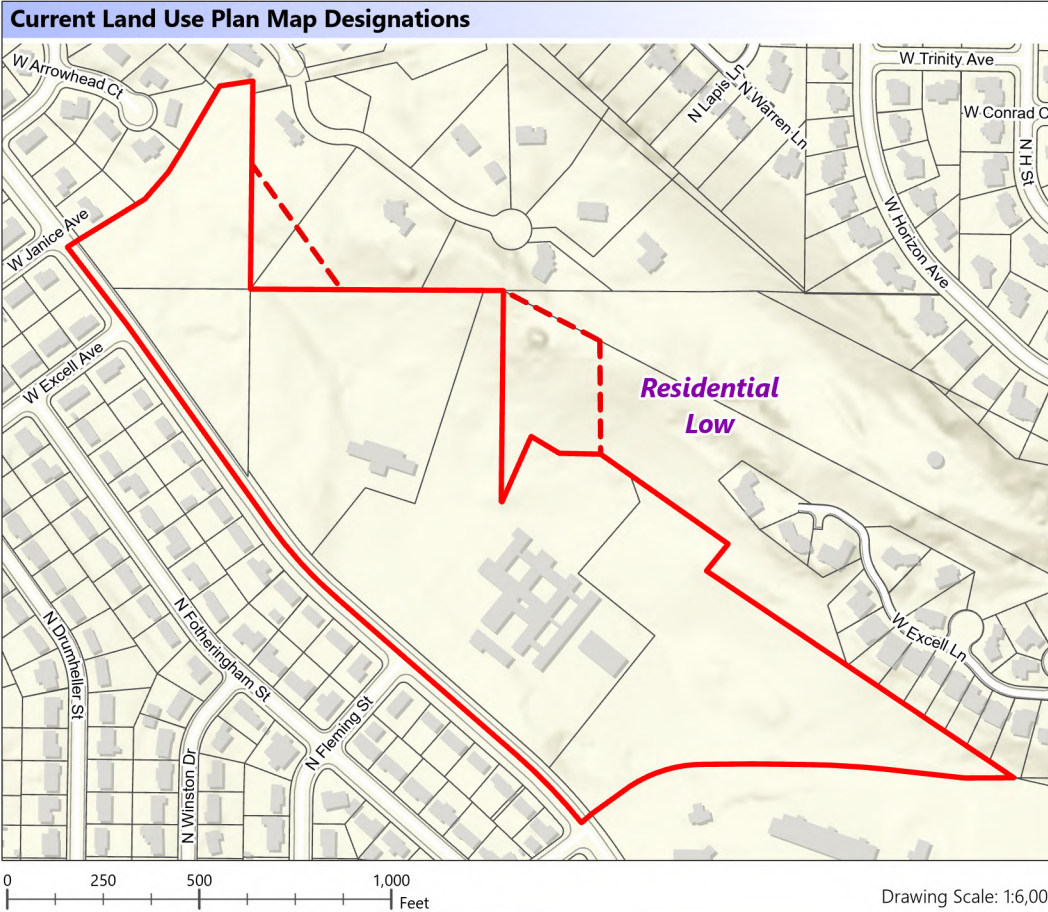 Current Land Use Plan Map Designations
W Arrowhead Ct
N Lapis Ln
N Warren Ln
W Trinity Ave
W Conrad C
N H St
W Janice Ave
W Horizon Ave
W Excell Ave
Residential
Low
N Drumheller St
N Fotheringham St
W Excell Ln
N Fleming St
N Winston Dr
0 250 500 1,000
Feet
Drawing Scale: 1:6,00